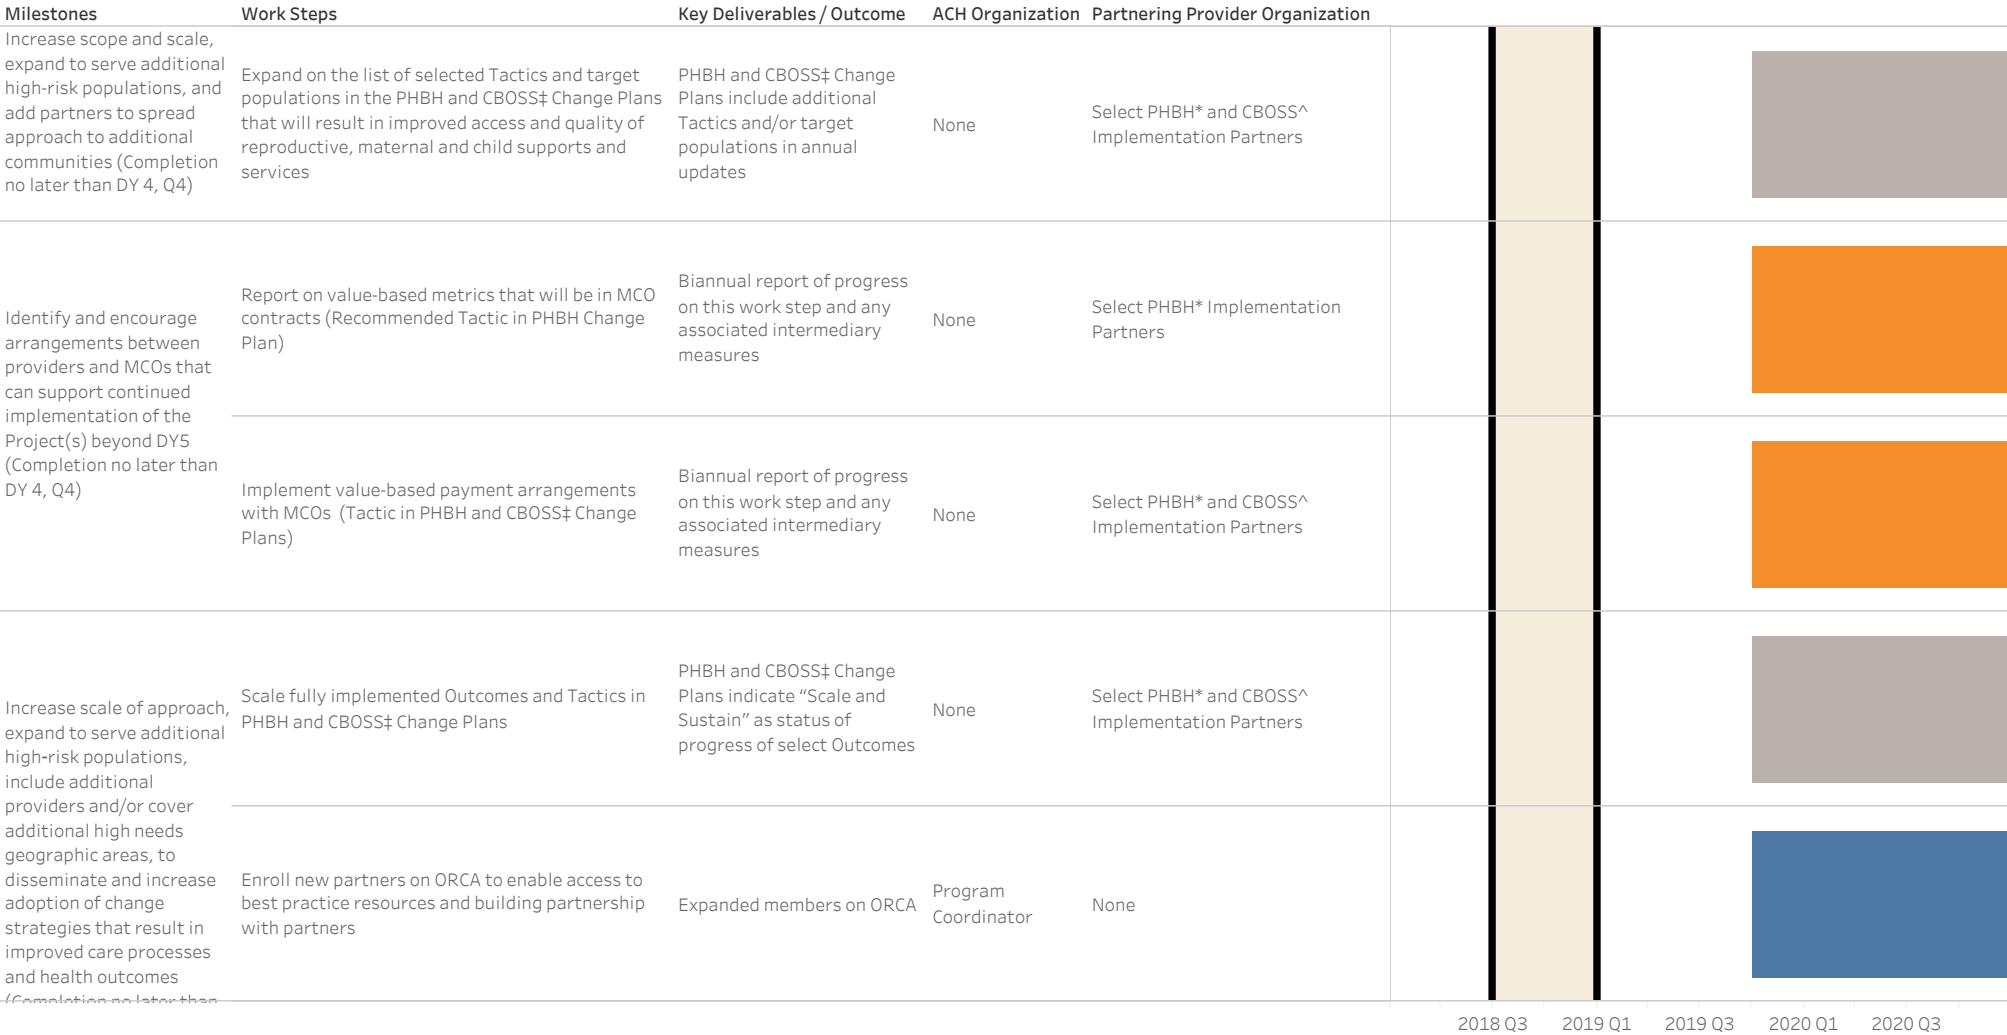 Milestones Work Steps Key Deliverables / Outcome ACH Organization Partnering Provider Organization
Increase scope and scale,
expand to serve additional
high-risk populations, and
add partners to spread
approach to additional
communities (Completion
no later than DY 4, Q4)
Expand on the list of selected Tactics and target
populations in the PHBH and CBOSS‡ Change Plans
that will result in improved access and quality of
reproductive, maternal and child supports and
services
PHBH and CBOSS‡ Change
Plans include additional
Tactics and/or target
populations in annual
updates
None
Select PHBH* and CBOSS^
Implementation Partners
Identify and encourage
arrangements between
providers and MCOs that
can support continued
implementation of the
Project(s) beyond DY5
(Completion no later than
DY 4, Q4)
Report on value-based metrics that will be in MCO
contracts (Recommended Tactic in PHBH Change
Plan)
Biannual report of progress
on this work step and any
associated intermediary
measures
None
Select PHBH* Implementation
Partners
Implement value-based payment arrangements
with MCOs (Tactic in PHBH and CBOSS‡ Change
Plans)
Biannual report of progress
on this work step and any
associated intermediary
measures
None
Select PHBH* and CBOSS^
Implementation Partners
Increase scale of approach,
expand to serve additional
high-risk populations,
include additional
providers and/or cover
additional high needs
geographic areas, to
disseminate and increase
adoption of change
strategies that result in
improved care processes
and health outcomes
(Completion no later than
Scale fully implemented Outcomes and Tactics in
PHBH and CBOSS‡ Change Plans
PHBH and CBOSS‡ Change
Plans indicate “Scale and
Sustain” as status of
progress of select Outcomes
None
Select PHBH* and CBOSS^
Implementation Partners
Enroll new partners on ORCA to enable access to
best practice resources and building partnership
with partners
Expanded members on ORCA
Program
Coordinator
None
2018 Q3 2019 Q1 2019 Q3 2020 Q1 2020 Q3